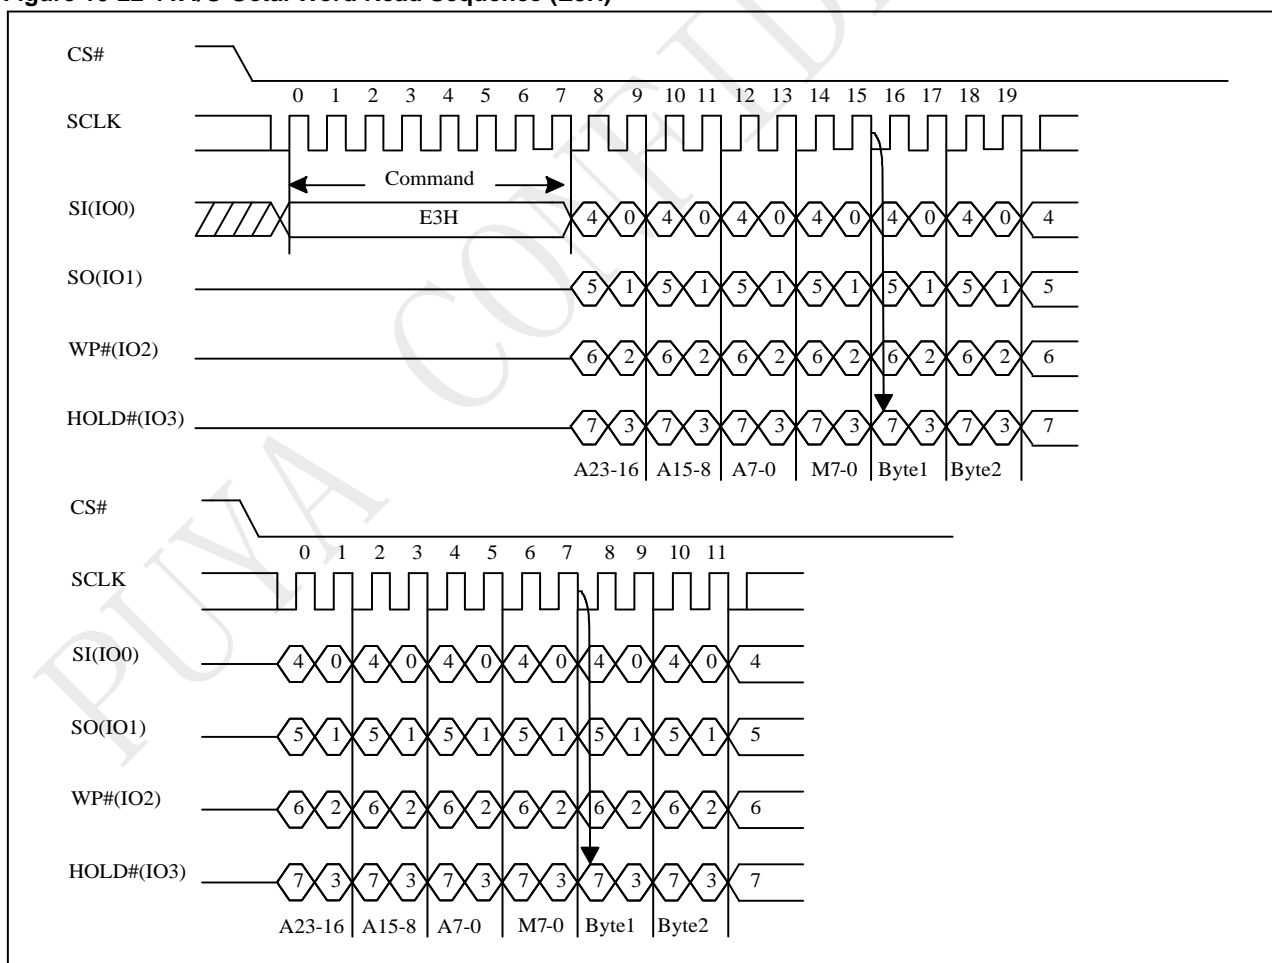 CS#
0 1 2 3 4 5 6 7 8 9 10 11 12 13 14 15 16 17 18 19
SCLK
Command
SI(IO0) E3H 4 0 4 0 4 0 4 0 4 0 4 0 4
SO(IO1) 5 1 5 1 5 1 5 1 5 1 5 1 5
WP#(IO2) 6 2 6 2 6 2 6 2 6 2 6 2 6
HOLD#(IO3) 7 3 7 3 7 3 7 3 7 3 7 3 7
A23-16 A15-8 A7-0 M7-0 Byte1 Byte2
CS#
0 1 2 3 4 5 6 7 8 9 10 11
SCLK
SI(IO0) 4 0 4 0 4 0 4 0 4 0 4 0 4
SO(IO1) 5 1 5 1 5 1 5 1 5 1 5 1 5
WP#(IO2) 6 2 6 2 6 2 6 2 6 2 6 2 6
HOLD#(IO3) 7 3 7 3 7 3 7 3 7 3 7 3 7
A23-16 A15-8 A7-0 M7-0 Byte1 Byte2
PUYA